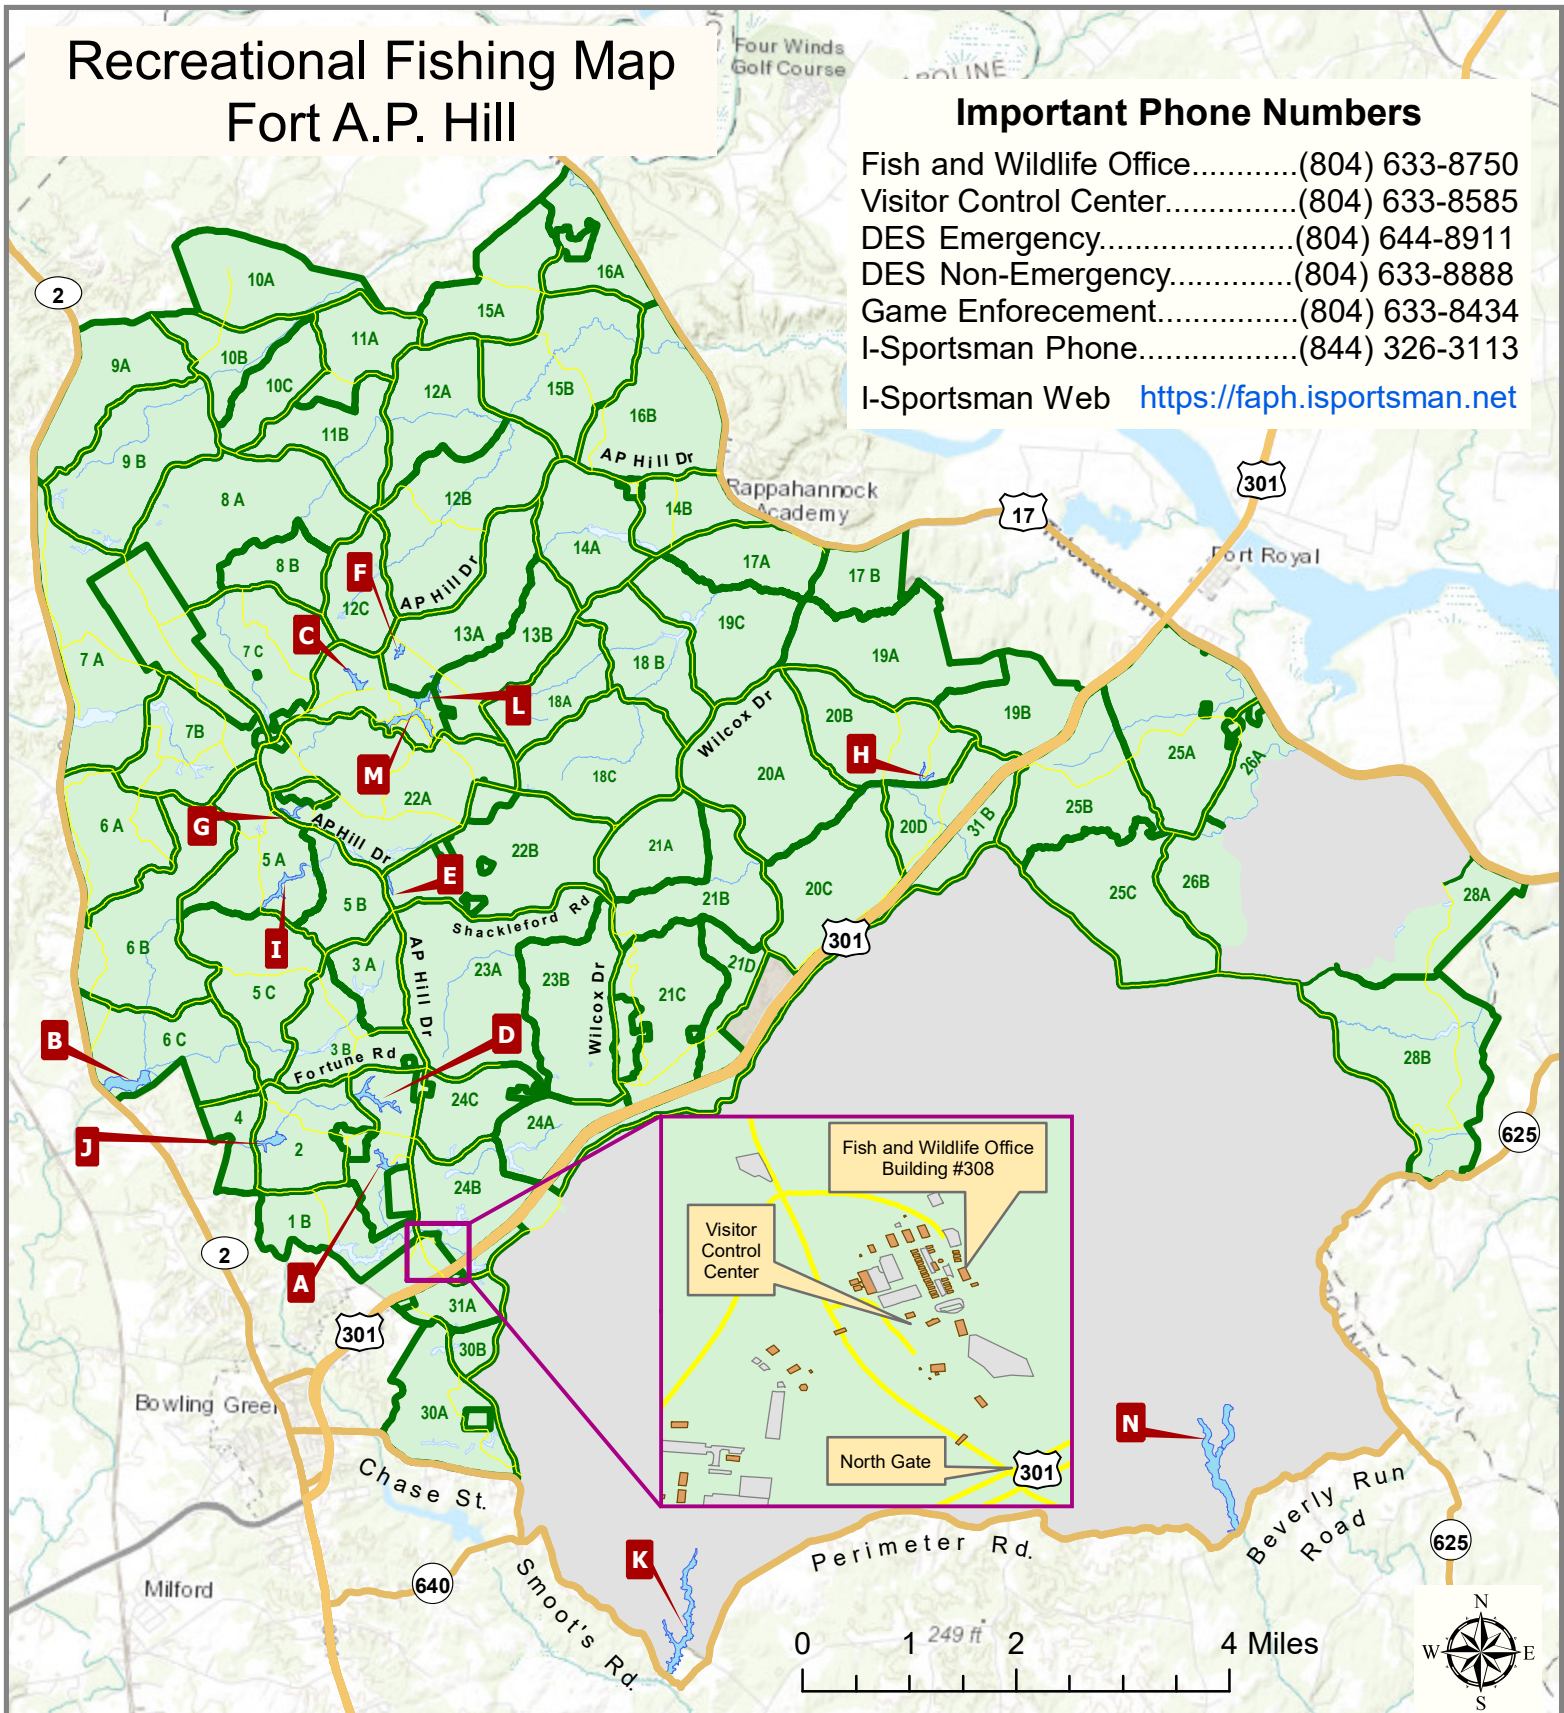 Recreational Fishing Map
Fort A.P. Hill
Four Winds
Golf Course
Important Phone Numbers
Fish and Wildlife Office............(804) 633-8750
Visitor Control Center...............(804) 633-8585
DES Emergency......................(804) 644-8911
DES Non-Emergency..............(804) 633-8888
Game Enforecement................(804) 633-8434
I-Sportsman Phone..................(844) 326-3113
I-Sportsman Web https://faph.isportsman.net
2
10A
16A
15A
11A
9A
10B
10C
12A
15B
16B
11B
AP Hill Dr
9 B
8 A
12B
14B
Rappahannock
Academy
301
17
Port Royal
14A
17A
17 B
8 B
F
12C
AP Hill Dr
C
13A
13B
19C
7 A
7 C
18 B
19A
L
18A
Wilcox Dr
20B
19B
7B
H
25A
26A
M
18C
20A
22A
25B
6 A
G
AP Hill Dr
20D
31 B
5 A
22B
21A
E
20C
25C
26B
28A
5 B
21B
Shackleford Rd
301
6 B
I
3 A
AP Hill Dr
23A
23B
21D
5 C
Wilcox Dr
21C
B
6 C
3 B
D
Fortune Rd
28B
24C
4
24A
J
2
625
24B
1 B
2
A
31A
301
30B
30A
Fish and Wildlife Office
Building #308
Visitor
Control
Center
North Gate
301
Bowling Green
N
Chase St.
Beverly Run
Road
Perimeter Rd.
625
K
Smoot's Rd.
640
Milford
0 1 2 4 Miles
249 ft
N
W E
S